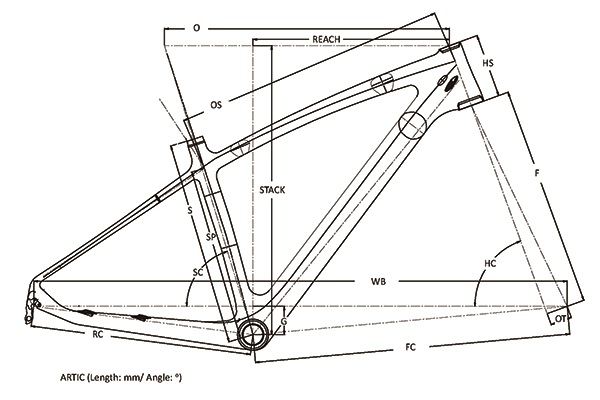 O
REACH
OS
HS
F
STACK
S
SP
SC
HC
WB
G
OT
RC
FC
ARTIC (Length: mm/ Angle: °)